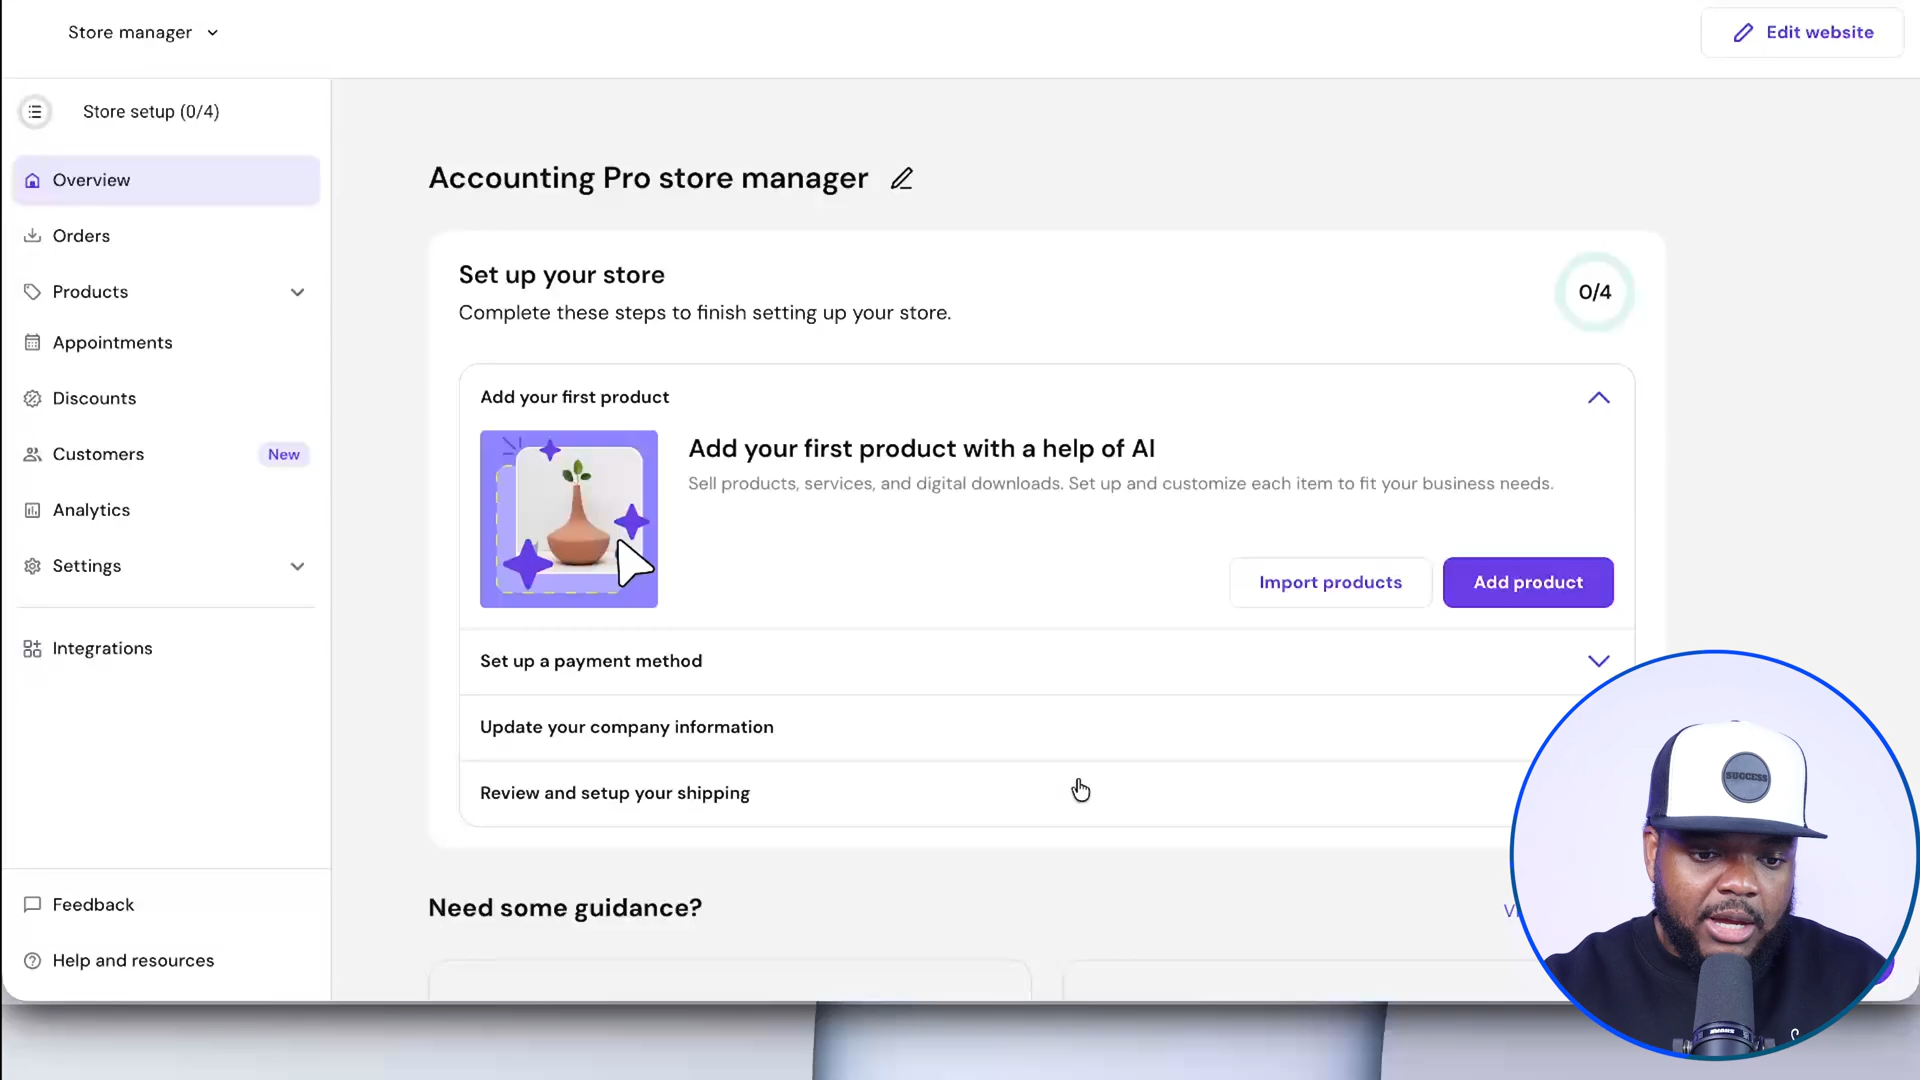 Store manager
Edit website
Store setup (0/4)
Overview
Orders
Products
Appointments
Discounts
Customers
New
Analytics
Settings
Integrations
Feedback
Help and resources
Accounting Pro store manager
Set up your store
Complete these steps to finish setting up your store.
0/4
Add your first product
Add your first product with a help of AI
Sell products, services, and digital downloads. Set up and customize each item to fit your business needs.
Import products
Add product
Set up a payment method
Update your company information
Review and setup your shipping
Need some guidance?
SUCCESS